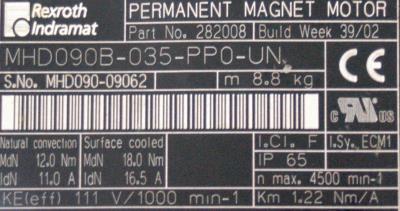 Rexroth
Indramat
PERMANENT MAGNET MOTOR
Part No. 282008 Build Week 39/02
MHD090B-035-PP0-UN
S.No. MHD090-09062 m 8.8 kg
CE
c RU us
Natural convection Surface cooled I.Cl. F I.Sy. ECM1
MdN 12.0 Nm MdN 18.0 Nm IP 65
IdN 11.0 A IdN 16.5 A n max. 4500 min-1
KE(eff) 111 V/1000 min-1 Km 1.22 Nm/A